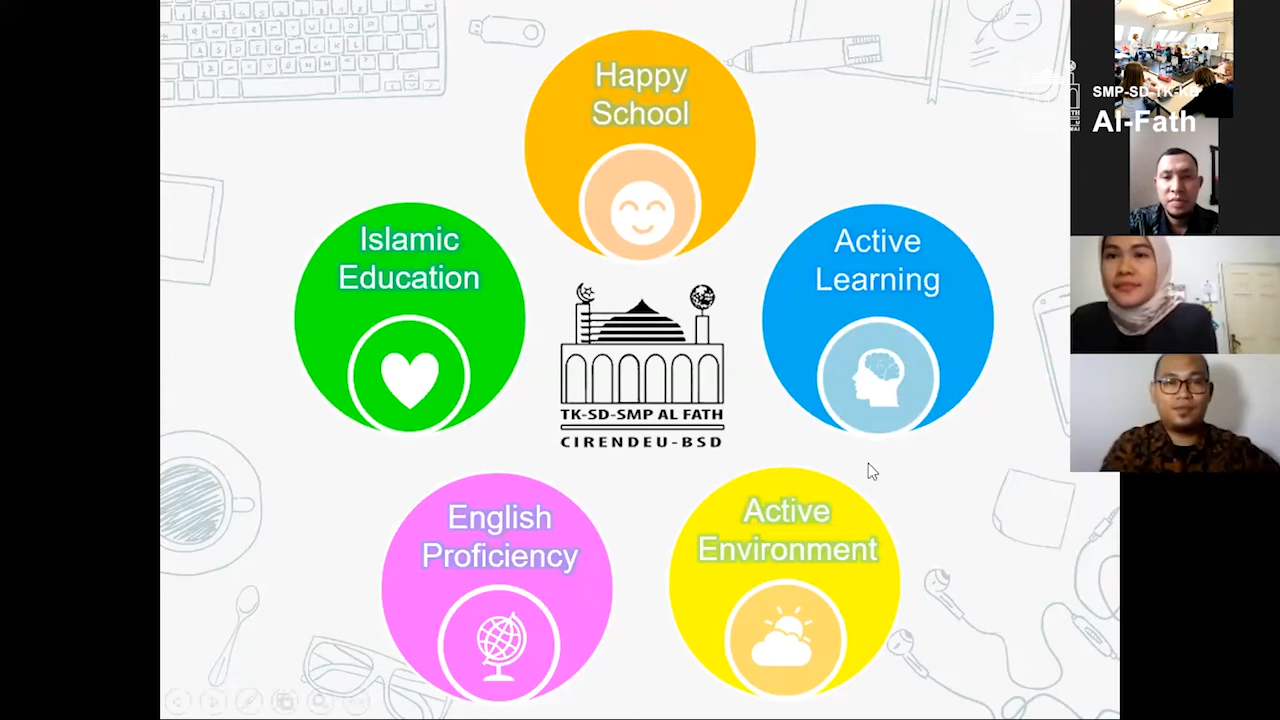 Happy
School
Islamic
Education
Active
Learning
TK-SD-SMP AL FATH
CIRENDEU-BSD
English
Proficiency
Active
Environment
Al-Fath